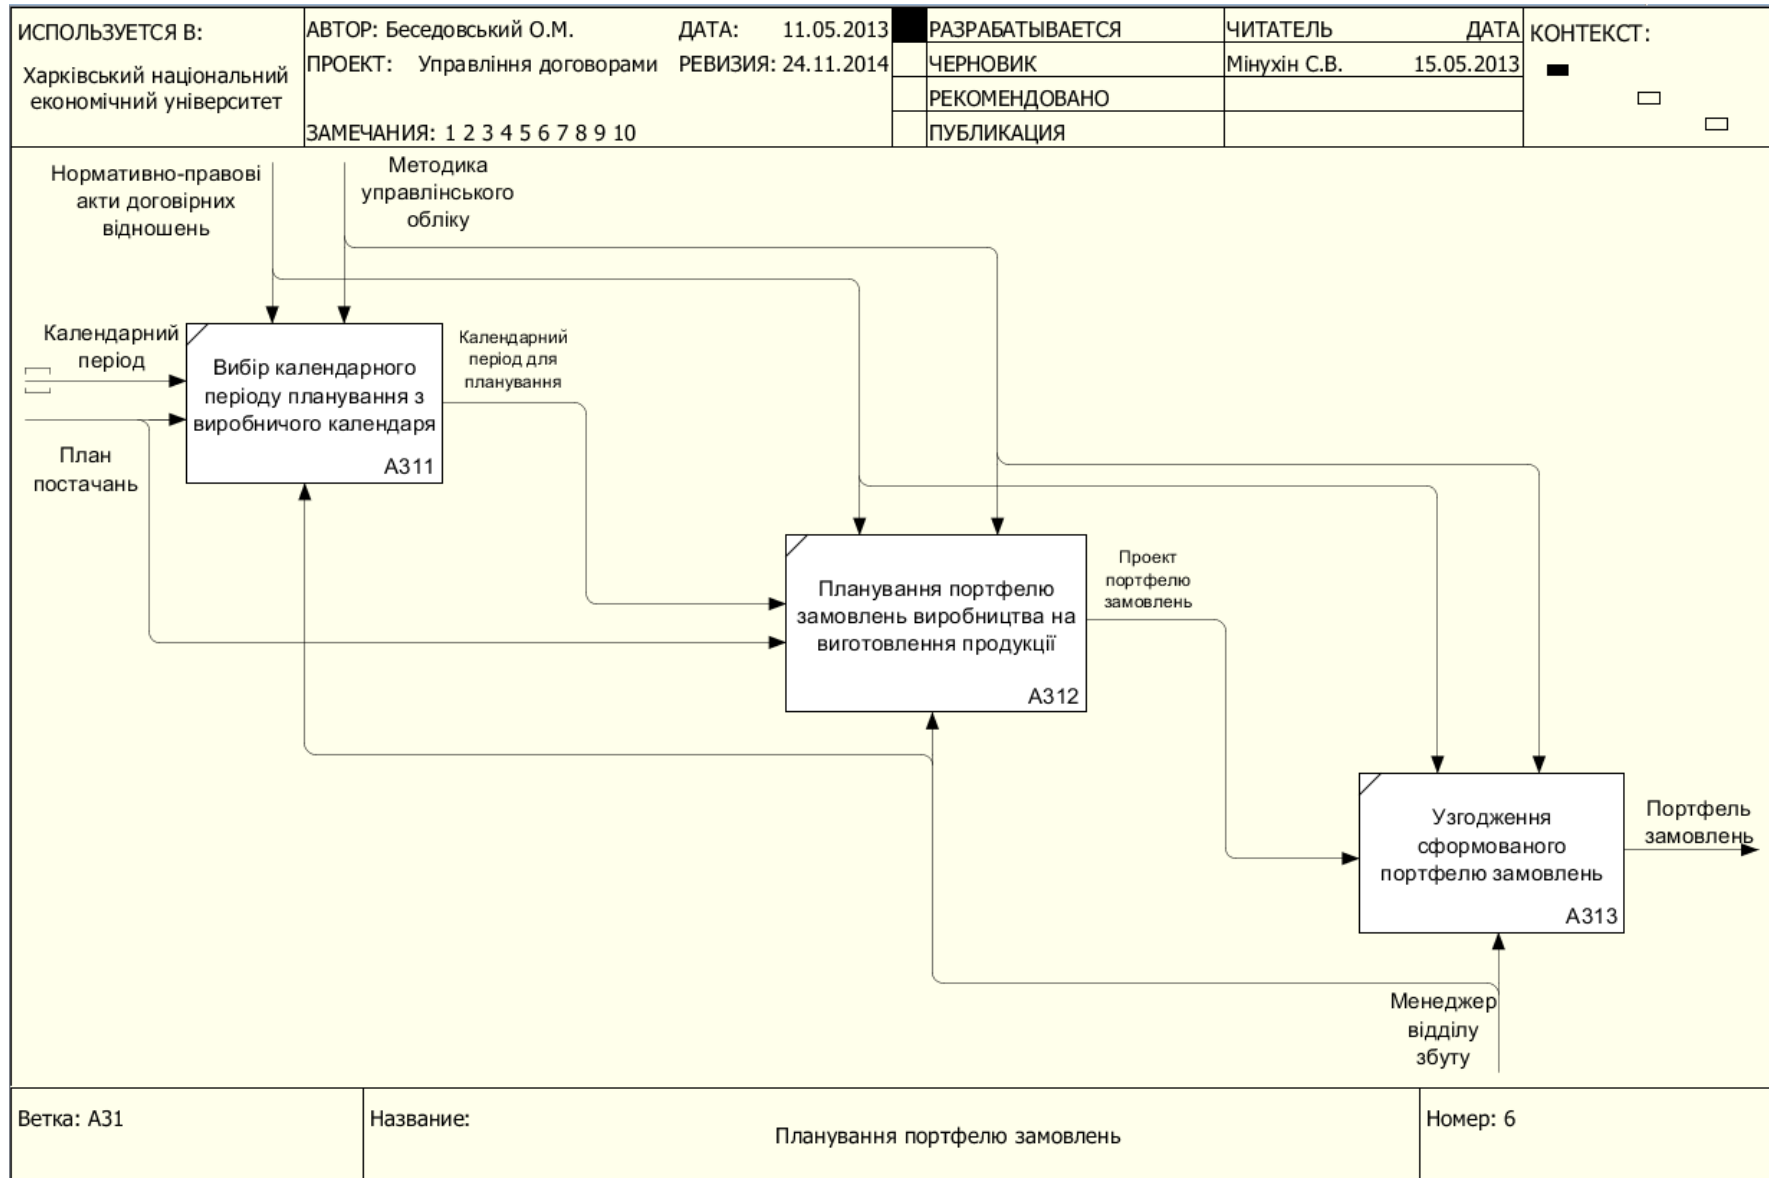 ИСПОЛЬЗУЕТСЯ В:
Харківський національний
економічний університет
АВТОР: Беседовський О.М.
ДАТА: 11.05.2013
ПРОЕКТ: Управління договорами
РЕВИЗИЯ: 24.11.2014
ЗАМЕЧАНИЯ: 1 2 3 4 5 6 7 8 9 10
РАЗРАБАТЫВАЕТСЯ
ЧЕРНОВИК
РЕКОМЕНДОВАНО
ПУБЛИКАЦИЯ
ЧИТАТЕЛЬ ДАТА
Мінухін С.В. 15.05.2013
КОНТЕКСТ:
Нормативно-правові
акти договірних
відношень
Методика
управлінського
обліку
Календарний
період
План
постачань
Вибір календарного
періоду планування з
виробничого календаря
А311
Календарний
період для
планування
Планування портфелю
замовлень виробництва на
виготовлення продукції
А312
Проект
портфелю
замовлень
Узгодження
сформованого
портфелю замовлень
А313
Портфель
замовлень
Менеджер
відділу
збуту
Ветка: А31
Название:
Планування портфелю замовлень
Номер: 6